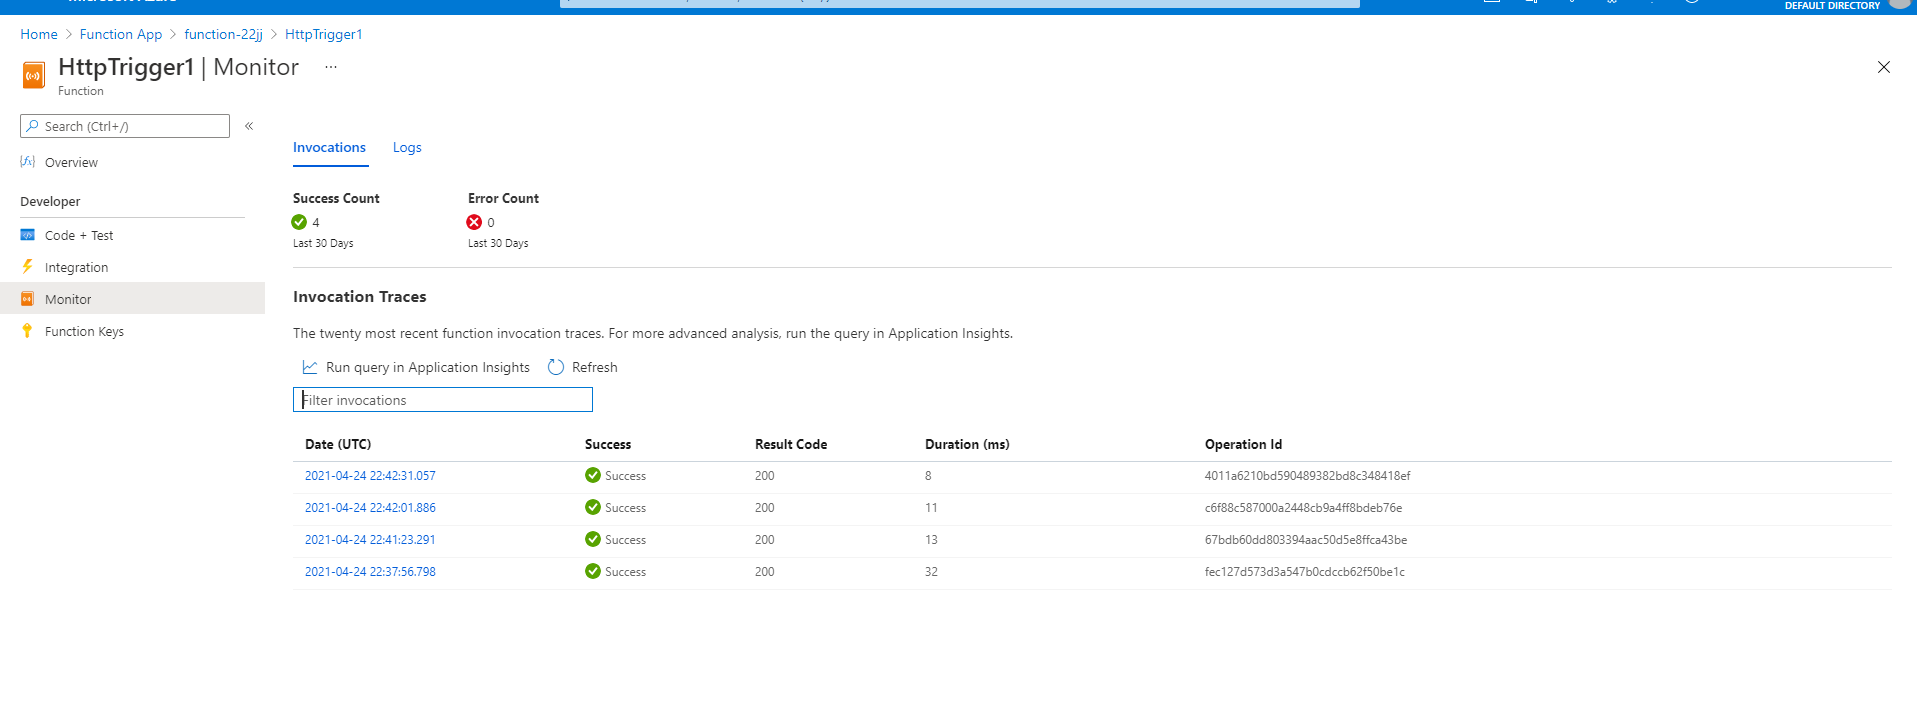 Microsoft Azure
DEFAULT DIRECTORY
Home > Function App > function-22jj > HttpTrigger1
HttpTrigger1 | Monitor ...
Function
Search (Ctrl+/) «
Overview
Developer
Code + Test
Integration
Monitor
Function Keys
Invocations Logs
Success Count Error Count
4 0
Last 30 Days Last 30 Days
Invocation Traces
The twenty most recent function invocation traces. For more advanced analysis, run the query in Application Insights.
Run query in Application Insights Refresh
Filter invocations
Date (UTC) Success Result Code Duration (ms) Operation Id
2021-04-24 22:42:31.057 Success 200 8 4011a6210bd590489382bd8c348418ef
2021-04-24 22:42:01.886 Success 200 11 c6f88c587000a2448cb9a4ff8bdeb76e
2021-04-24 22:41:23.291 Success 200 13 67bdb60dd803394aac50d5e8ffca43be
2021-04-24 22:37:56.798 Success 200 32 fec127d573d3a547b0cdccb62f50be1c